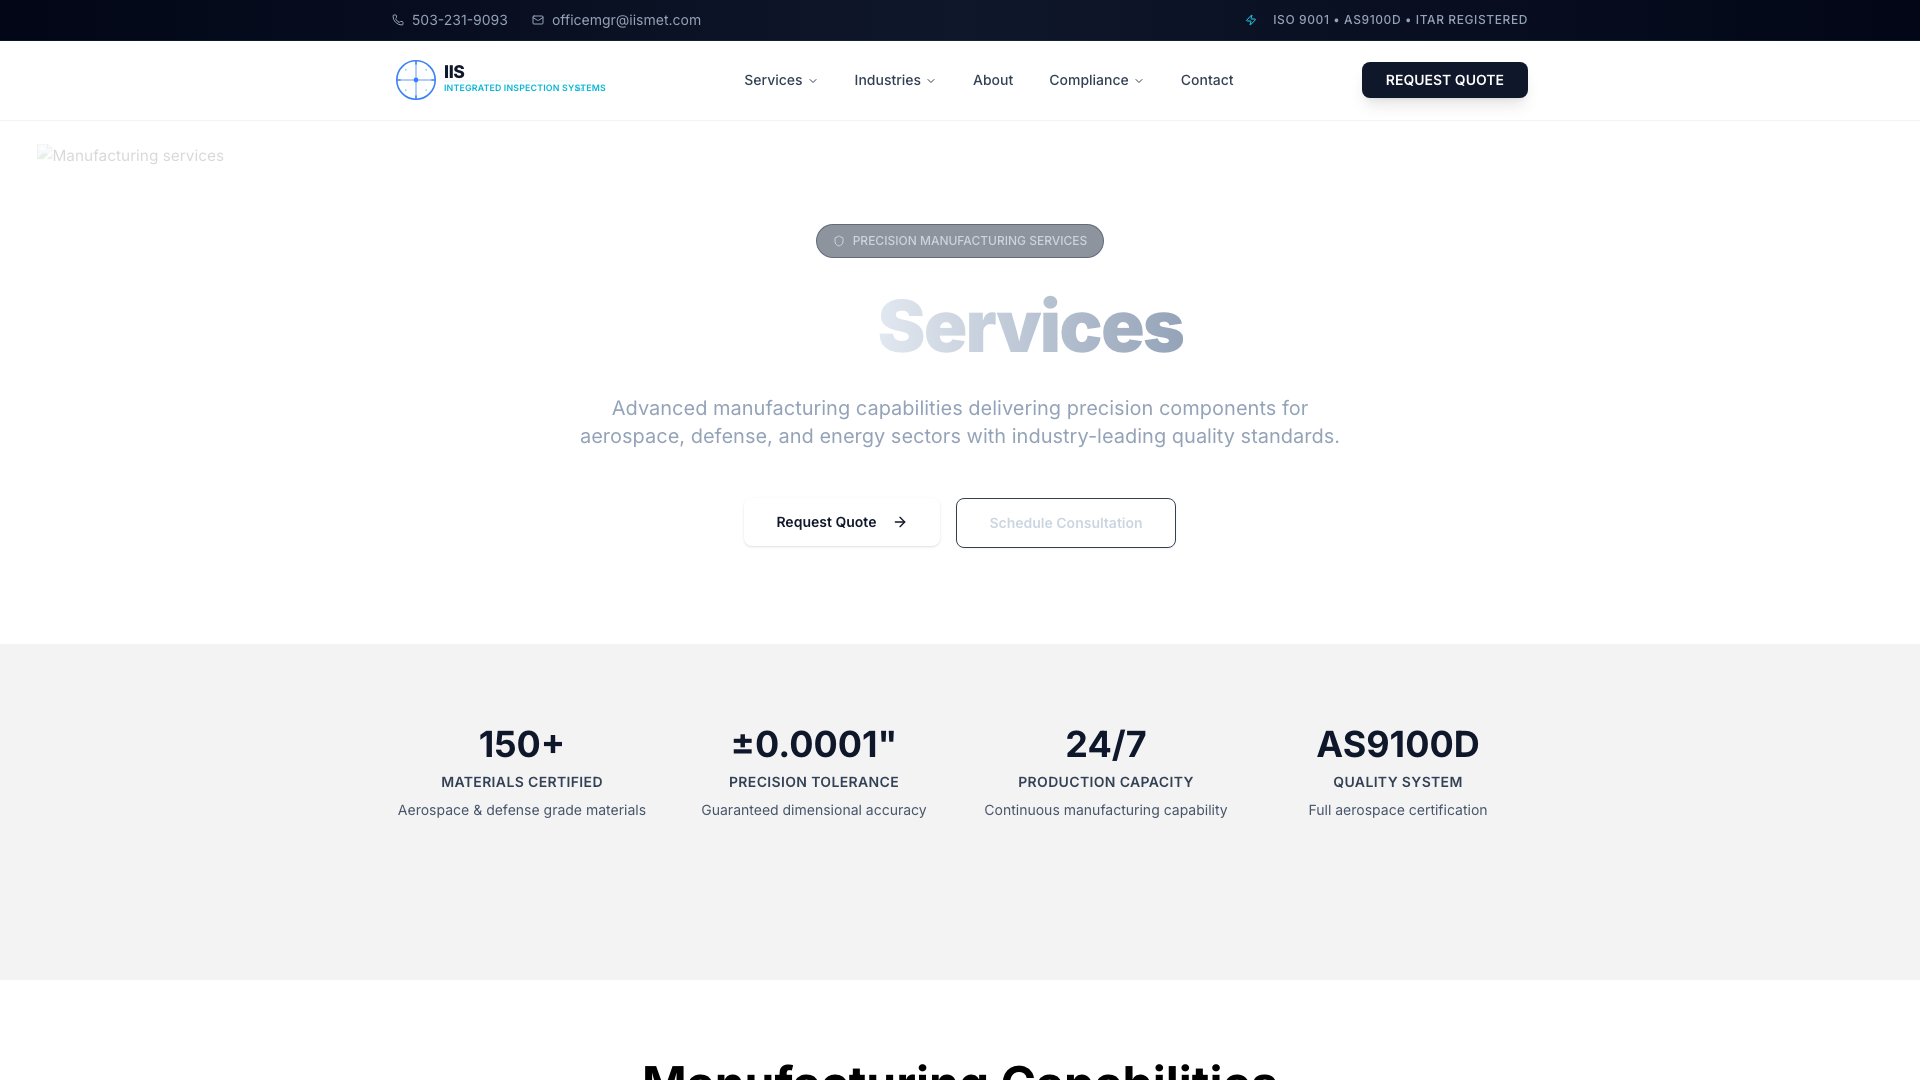 503-231-9093
officemgr@iismet.com
ISO 9001 • AS9100D • ITAR REGISTERED
IIS
INTEGRATED INSPECTION SYSTEMS
Services
Industries
About
Compliance
Contact
REQUEST QUOTE
Manufacturing services
PRECISION MANUFACTURING SERVICES
Services
Advanced manufacturing capabilities delivering precision components for
aerospace, defense, and energy sectors with industry-leading quality standards.
Request Quote
Schedule Consultation
150+
±0.0001"
24/7
AS9100D
MATERIALS CERTIFIED
PRECISION TOLERANCE
PRODUCTION CAPACITY
QUALITY SYSTEM
Aerospace & defense grade materials
Guaranteed dimensional accuracy
Continuous manufacturing capability
Full aerospace certification
Manufacturing Capabilities